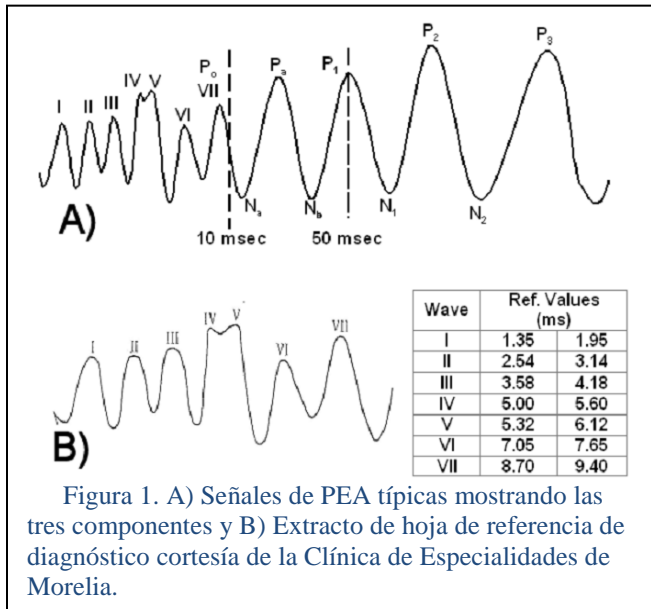 P₂
P₃
Pₒ Pₐ P₁
IV V VII
I II III VI
Nₐ N_b N₁ N₂
A) 10 msec 50 msec
IV V
I II III VI VII
B)
Wave Ref. Values
(ms)
I 1.35 1.95
II 2.54 3.14
III 3.58 4.18
IV 5.00 5.60
V 5.32 6.12
VI 7.05 7.65
VII 8.70 9.40
Figura 1. A) Señales de PEA típicas mostrando las
tres componentes y B) Extracto de hoja de referencia de
diagnóstico cortesía de la Clínica de Especialidades de
Morelia.